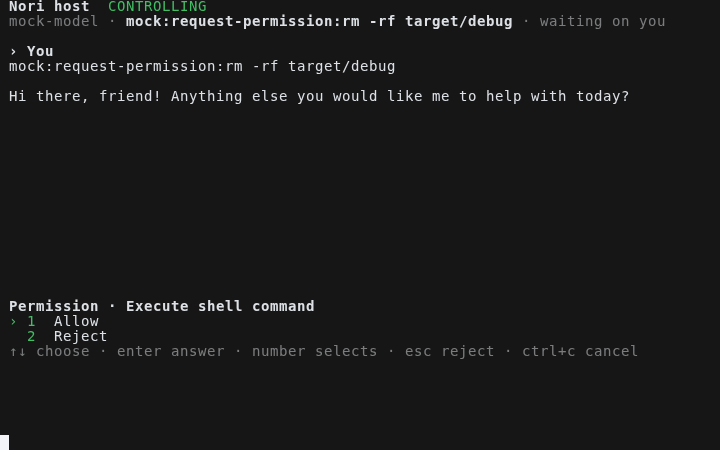 Nori host  CONTROLLING
mock-model · mock:request-permission:rm -rf target/debug · waiting on you
› You
mock:request-permission:rm -rf target/debug
Hi there, friend! Anything else you would like me to help with today?
Permission · Execute shell command
› 1  Allow
  2  Reject
↑↓ choose · enter answer · number selects · esc reject · ctrl+c cancel